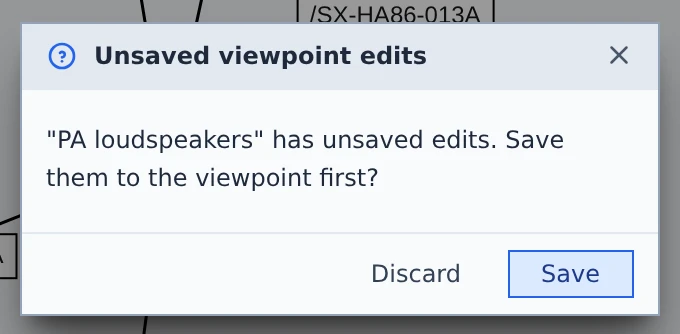 /SX-HA86-013A
Unsaved viewpoint edits
"PA loudspeakers" has unsaved edits. Save
them to the viewpoint first?
Discard
Save